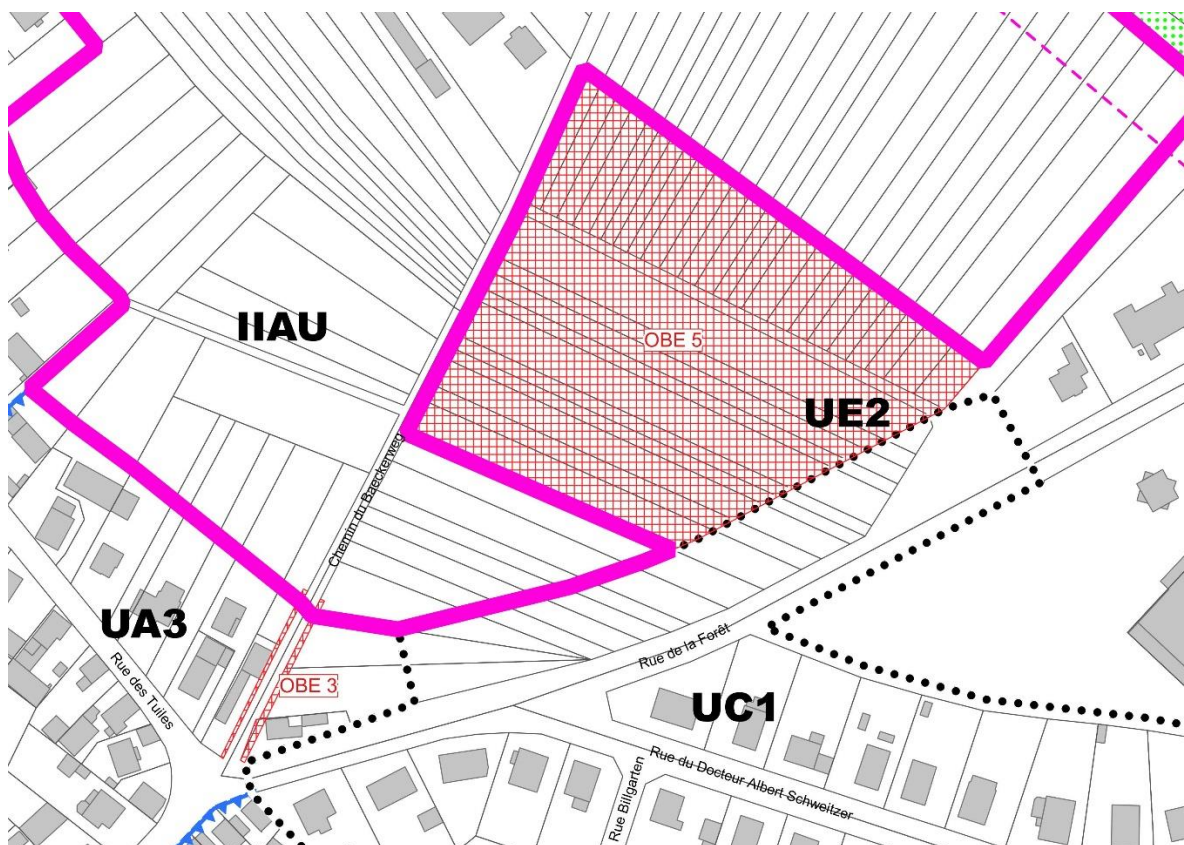 IIAU
OBE 5
UE2
Chemin du Baeckerweg
UA3
Rue des Tuiles
OBE 3
Rue de la Forêt
UC1
Rue du Docteur Albert Schweitzer
Rue Billgarten